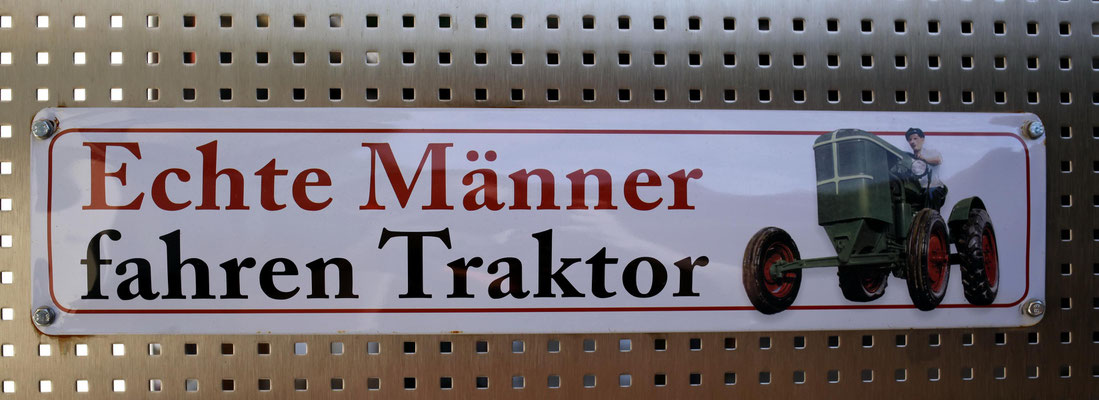 Echte Männer
fahren Traktor